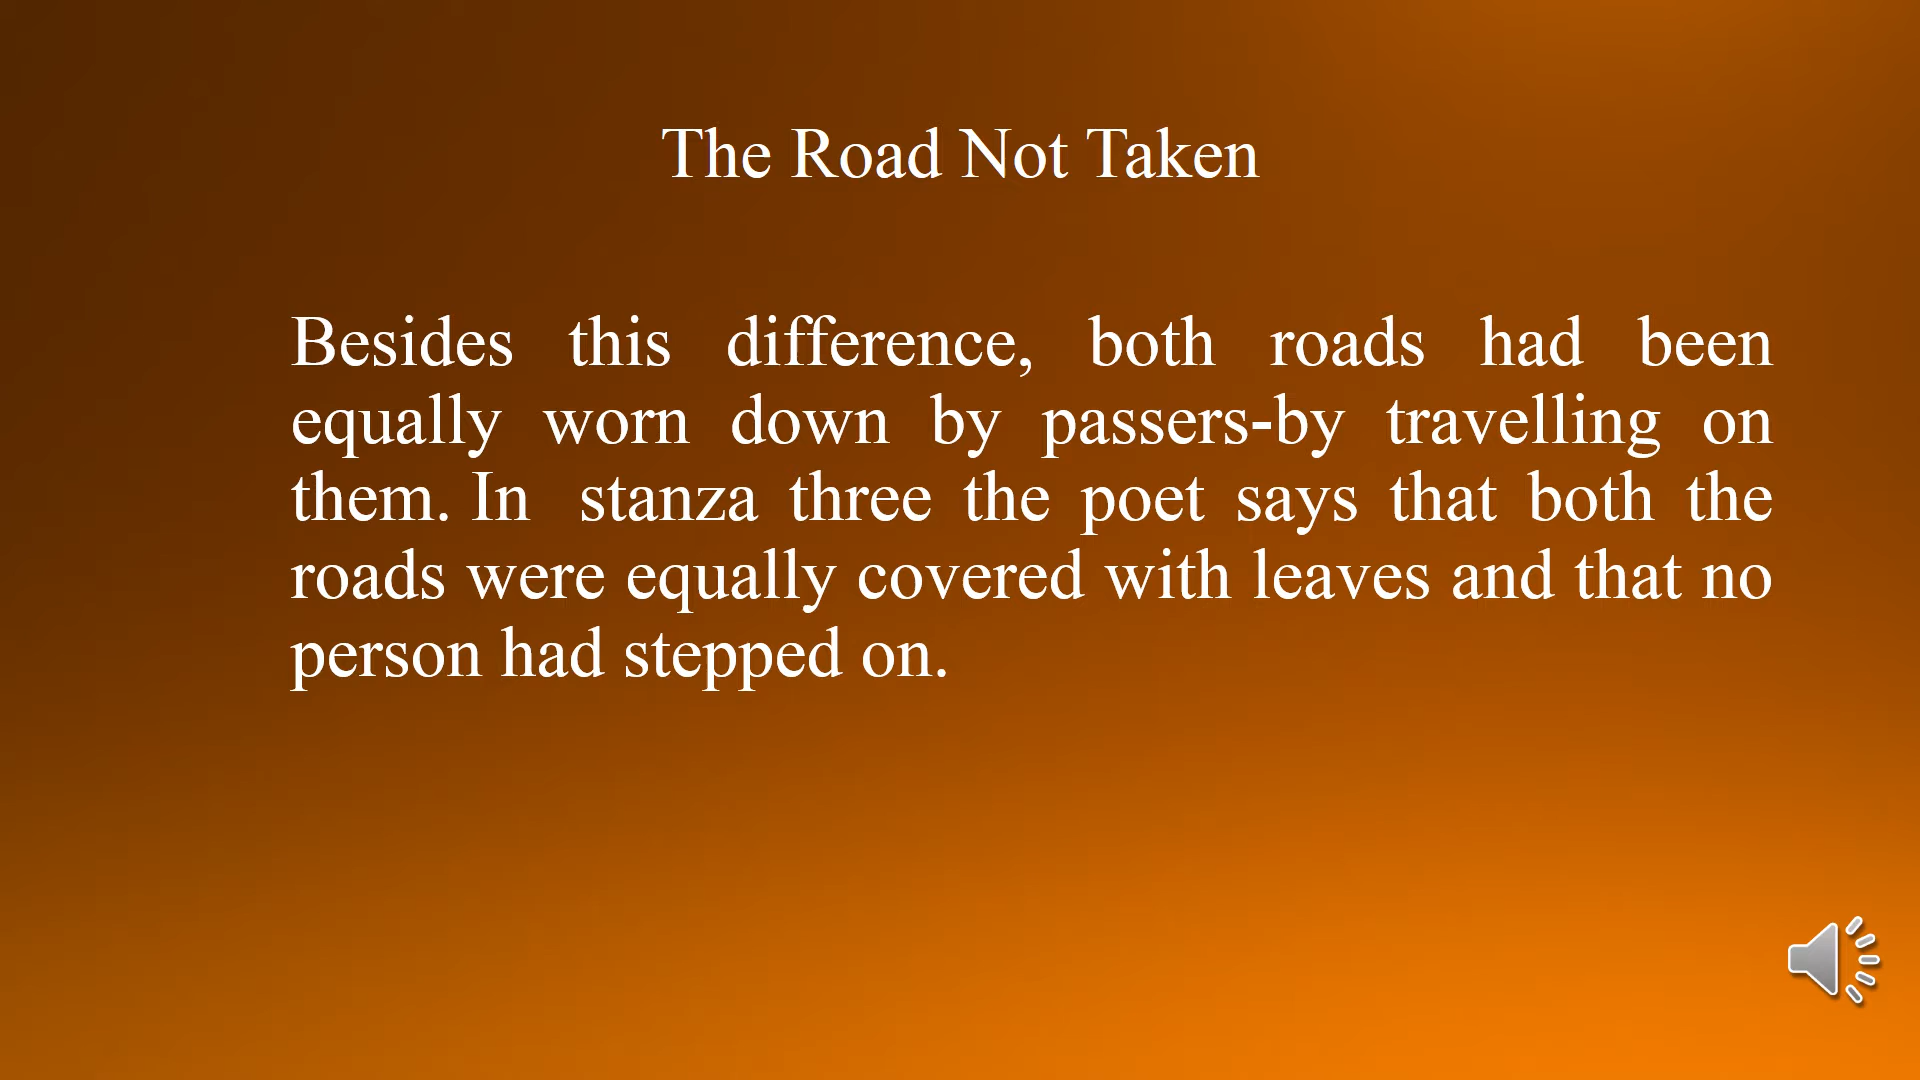 The Road Not Taken
Besides this difference, both roads had been
equally worn down by passers-by travelling on
them. In stanza three the poet says that both the
roads were equally covered with leaves and that no
person had stepped on.